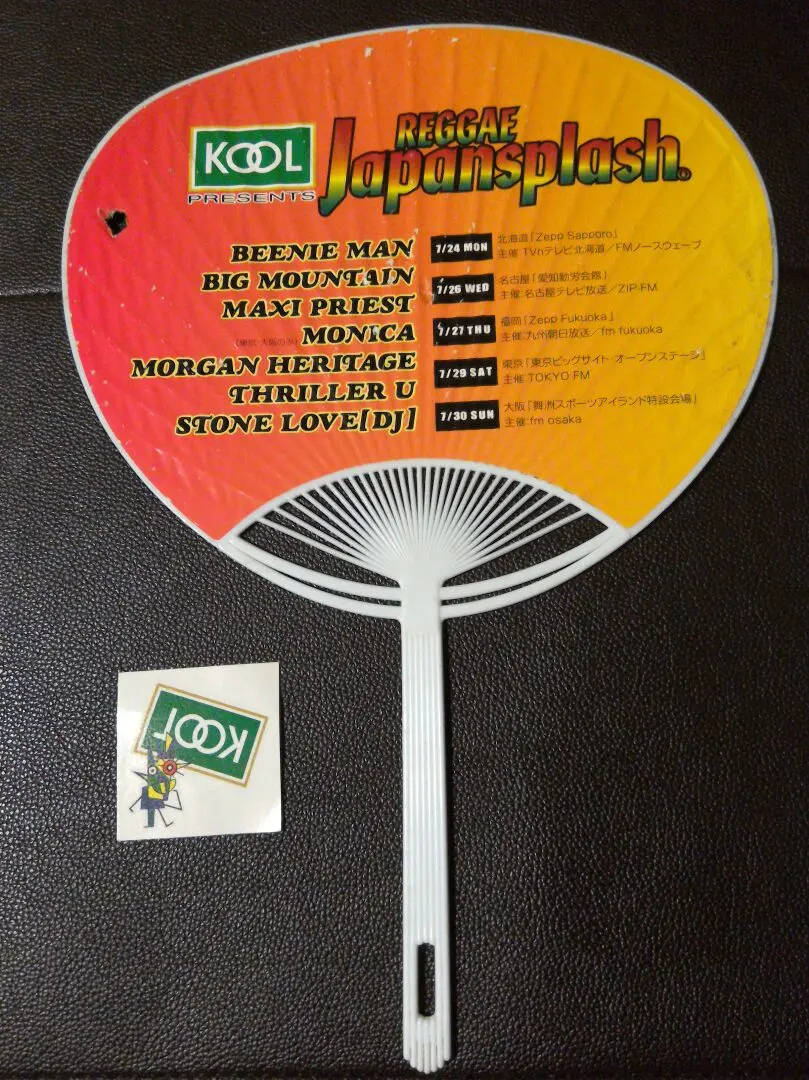 KOOL
PRESENTS
REGGAE
Japansplash®
BEENIE MAN
BIG MOUNTAIN
MAXI PRIEST
(東京・大阪のみ) MONICA
MORGAN HERITAGE
THRILLER U
STONE LOVE[DJ]
7/24 MON
北海道「Zepp Sapporo」
主催:TVhテレビ北海道/FMノースウェーブ
7/26 WED
名古屋「愛知勤労会館」
主催:名古屋テレビ放送/ZIP-FM
7/27 THU
福岡「Zepp Fukuoka」
主催:九州朝日放送/fm fukuoka
7/29 SAT
東京「東京ビッグサイト・オープンステージ」
主催:TOKYO FM
7/30 SUN
大阪「舞洲スポーツアイランド特設会場」
主催:fm osaka
KOOL